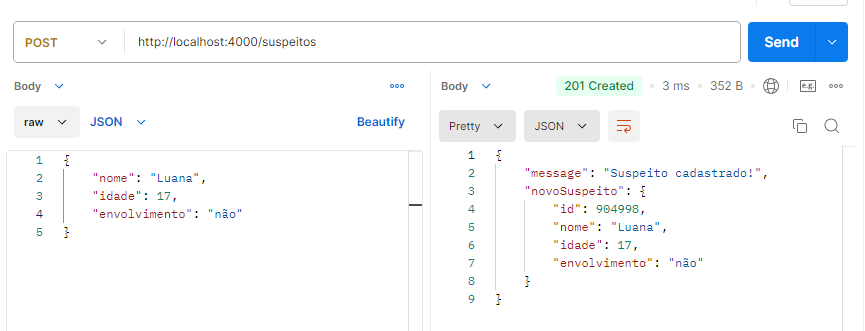 POST http://localhost:4000/suspeitos Send
Body
raw JSON Beautify
1 {
2 "nome": "Luana",
3 "idade": 17,
4 "envolvimento": "não"
5 }
Body 201 Created • 3 ms • 352 B e.g.
Pretty JSON
1 {
2 "message": "Suspeito cadastrado!",
3 "novoSuspeito": {
4 "id": 904998,
5 "nome": "Luana",
6 "idade": 17,
7 "envolvimento": "não"
8 }
9 }